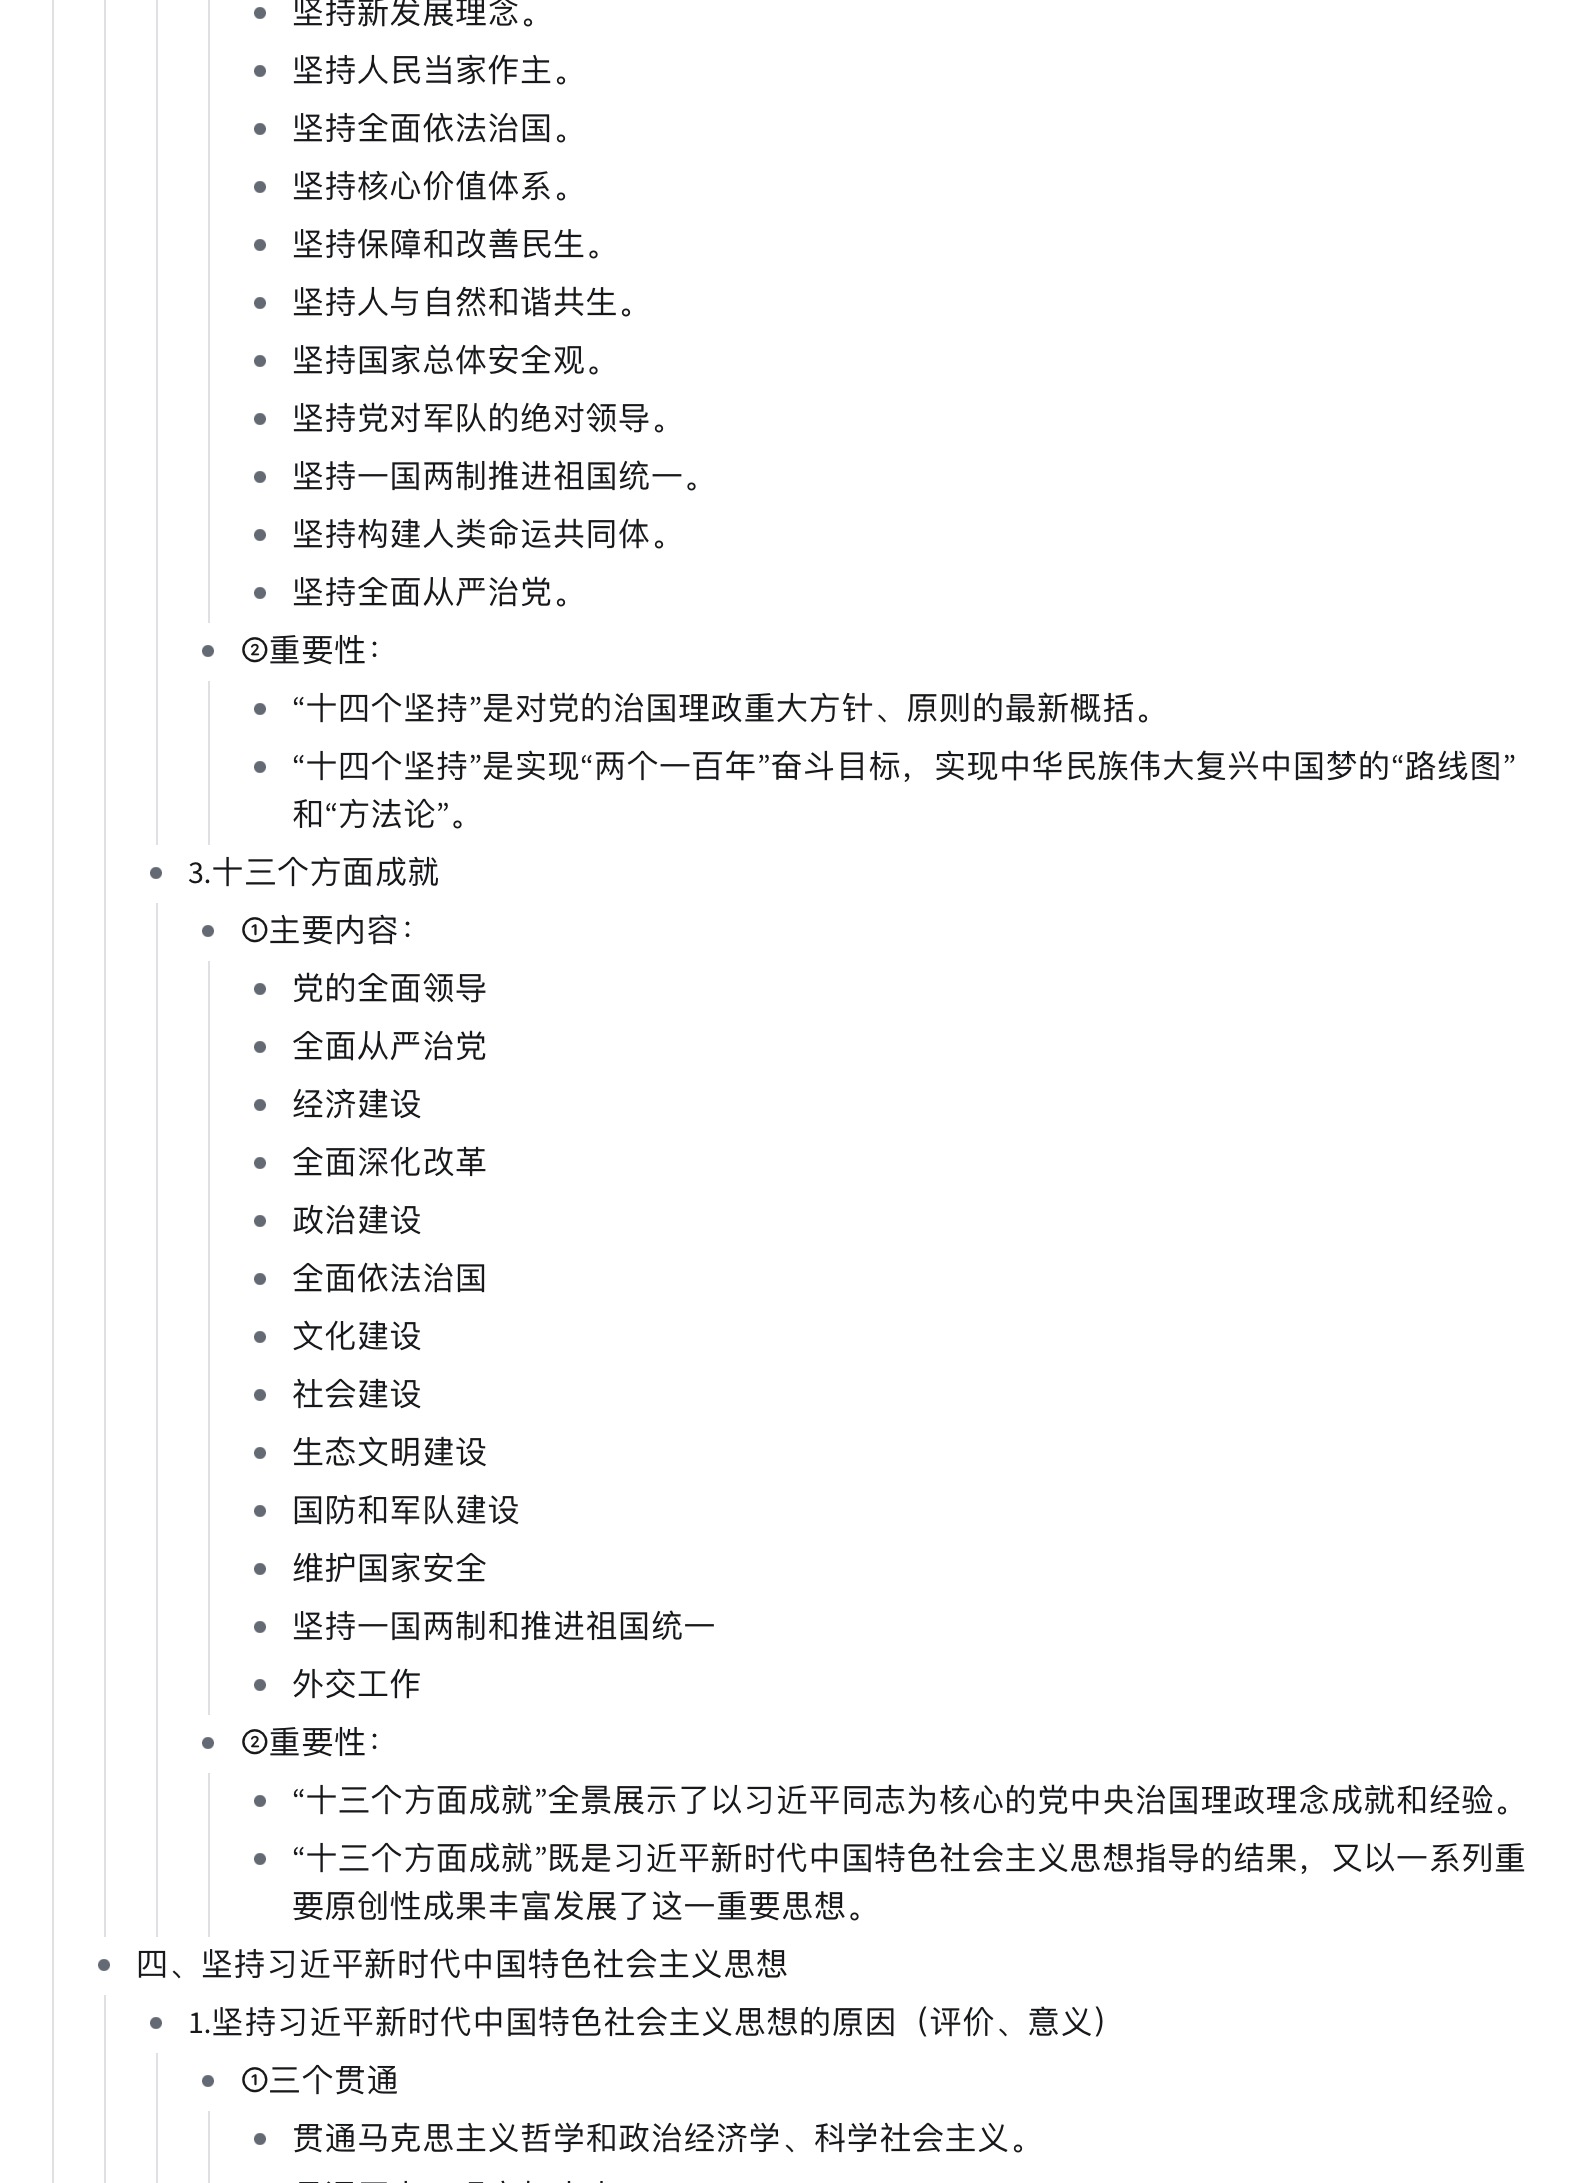 坚持新发展理念。
坚持人民当家作主。
坚持全面依法治国。
坚持核心价值体系。
坚持保障和改善民生。
坚持人与自然和谐共生。
坚持国家总体安全观。
坚持党对军队的绝对领导。
坚持一国两制推进祖国统一。
坚持构建人类命运共同体。
坚持全面从严治党。
②重要性：
“十四个坚持”是对党的治国理政重大方针、原则的最新概括。
“十四个坚持”是实现“两个一百年”奋斗目标，实现中华民族伟大复兴中国梦的“路线图”
和“方法论”。
3.十三个方面成就
①主要内容：
党的全面领导
全面从严治党
经济建设
全面深化改革
政治建设
全面依法治国
文化建设
社会建设
生态文明建设
国防和军队建设
维护国家安全
坚持一国两制和推进祖国统一
外交工作
②重要性：
“十三个方面成就”全景展示了以习近平同志为核心的党中央治国理政理念成就和经验。
“十三个方面成就”既是习近平新时代中国特色社会主义思想指导的结果，又以一系列重
要原创性成果丰富发展了这一重要思想。
四、坚持习近平新时代中国特色社会主义思想
1.坚持习近平新时代中国特色社会主义思想的原因（评价、意义）
①三个贯通
贯通马克思主义哲学和政治经济学、科学社会主义。